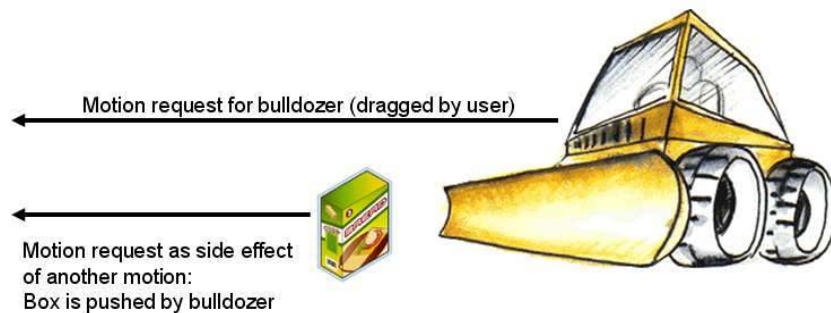 Motion request for bulldozer (dragged by user)
Motion request as side effect
of another motion:
Box is pushed by bulldozer